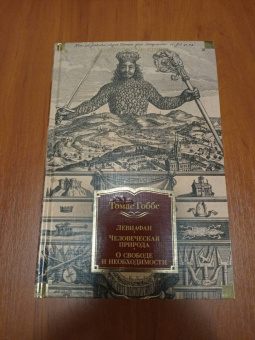 Томас Гоббс
Левиафан
Человеческая
природа
О свободе
и необходимости